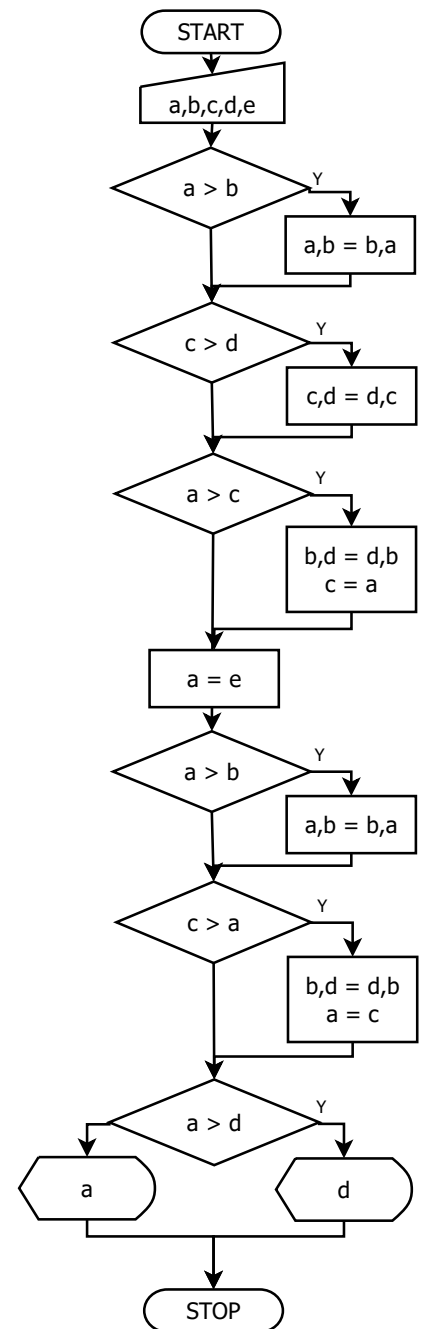 START
a,b,c,d,e
a > b
Y
a,b = b,a
c > d
Y
c,d = d,c
a > c
Y
b,d = d,b
c = a
a = e
a > b
Y
a,b = b,a
c > a
Y
b,d = d,b
a = c
a > d
Y
a
d
STOP